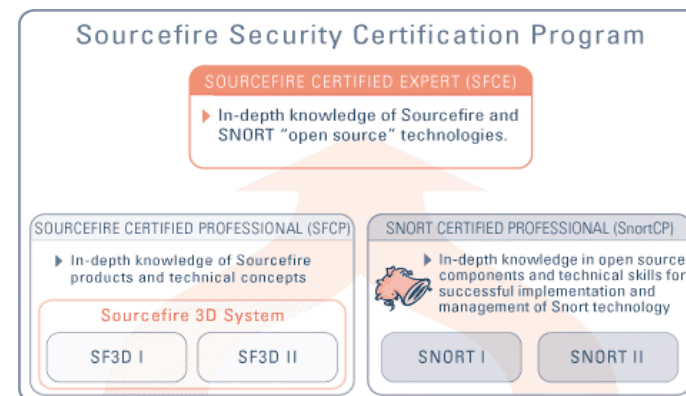 Sourcefire Security Certification Program
SOURCEFIRE CERTIFIED EXPERT (SFCE)
In-depth knowledge of Sourcefire and
SNORT “open source” technologies.
SOURCEFIRE CERTIFIED PROFESSIONAL (SFCP)
In-depth knowledge of Sourcefire
products and technical concepts
Sourcefire 3D System
SF3D I
SF3D II
SNORT CERTIFIED PROFESSIONAL (SnortCP)
In-depth knowledge in open source
components and technical skills for
successful implementation and
management of Snort technology
SNORT I
SNORT II